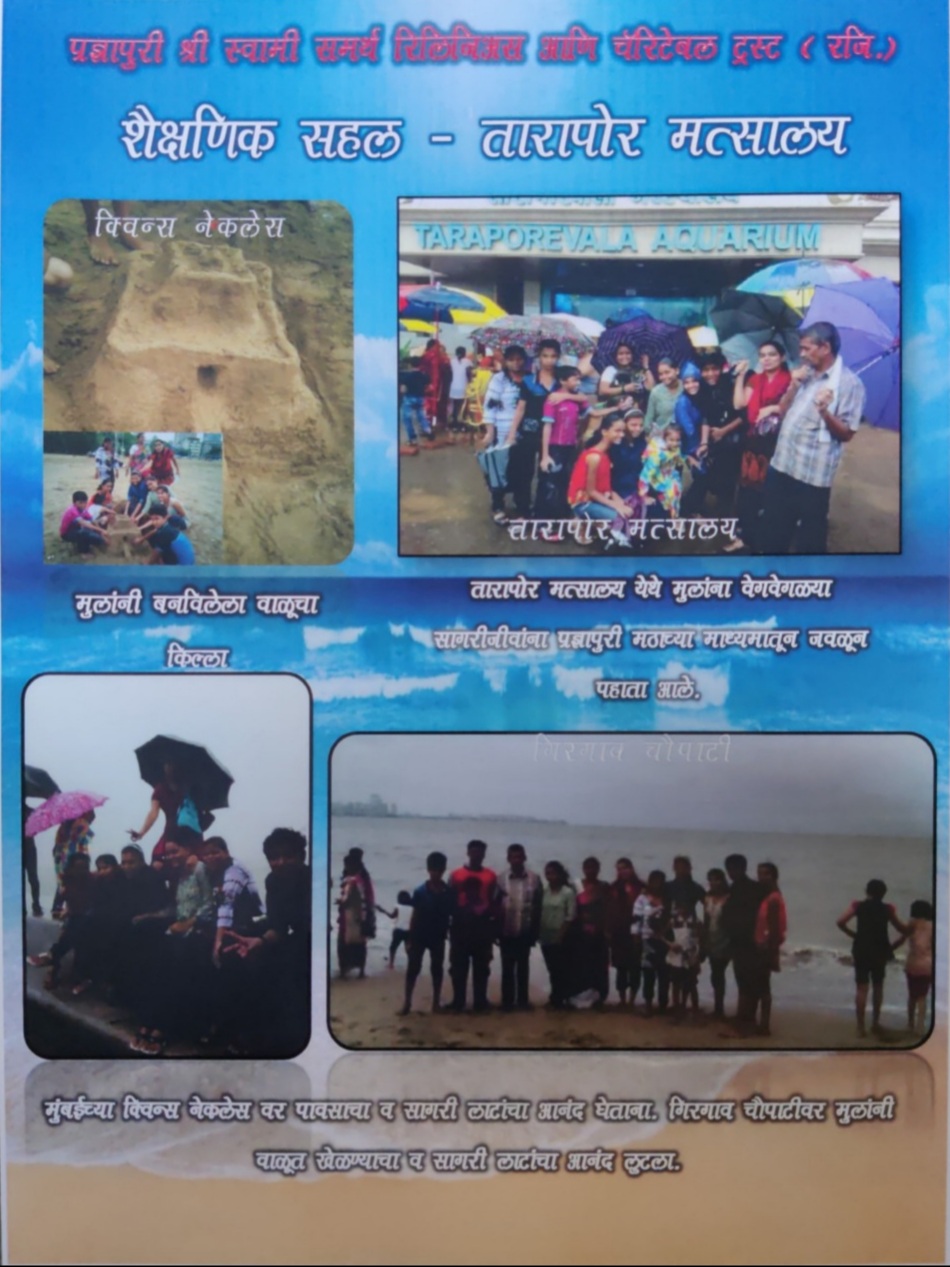 प्रज्ञापुरी श्री स्वामी समर्थ रिलिजिअस आणि चॅरिटेबल ट्रस्ट ( रजि.)
शैक्षणिक सहल - तारापोर मत्सालय
क्विन्स नेकलेस
TARAPOREVALA AQUARIUM
तारापोर मत्सालय
मुलांनी बनविलेला वाळूचा
किल्ला
तारापोर मत्सालय येथे मुलांना वेगवेगळ्या
सागरीजीवांना प्रज्ञापुरी मठाच्या माध्यमातून जवळून
पहाता आले.
गिरगाव चौपाटी
मुंबईच्या क्विन्स नेकलेस वर पावसाचा व सागरी लाटांचा आनंद घेताना. गिरगाव चौपाटीवर मुलांनी
वाळूत खेळण्याचा व सागरी लाटांचा आनंद लुटला.